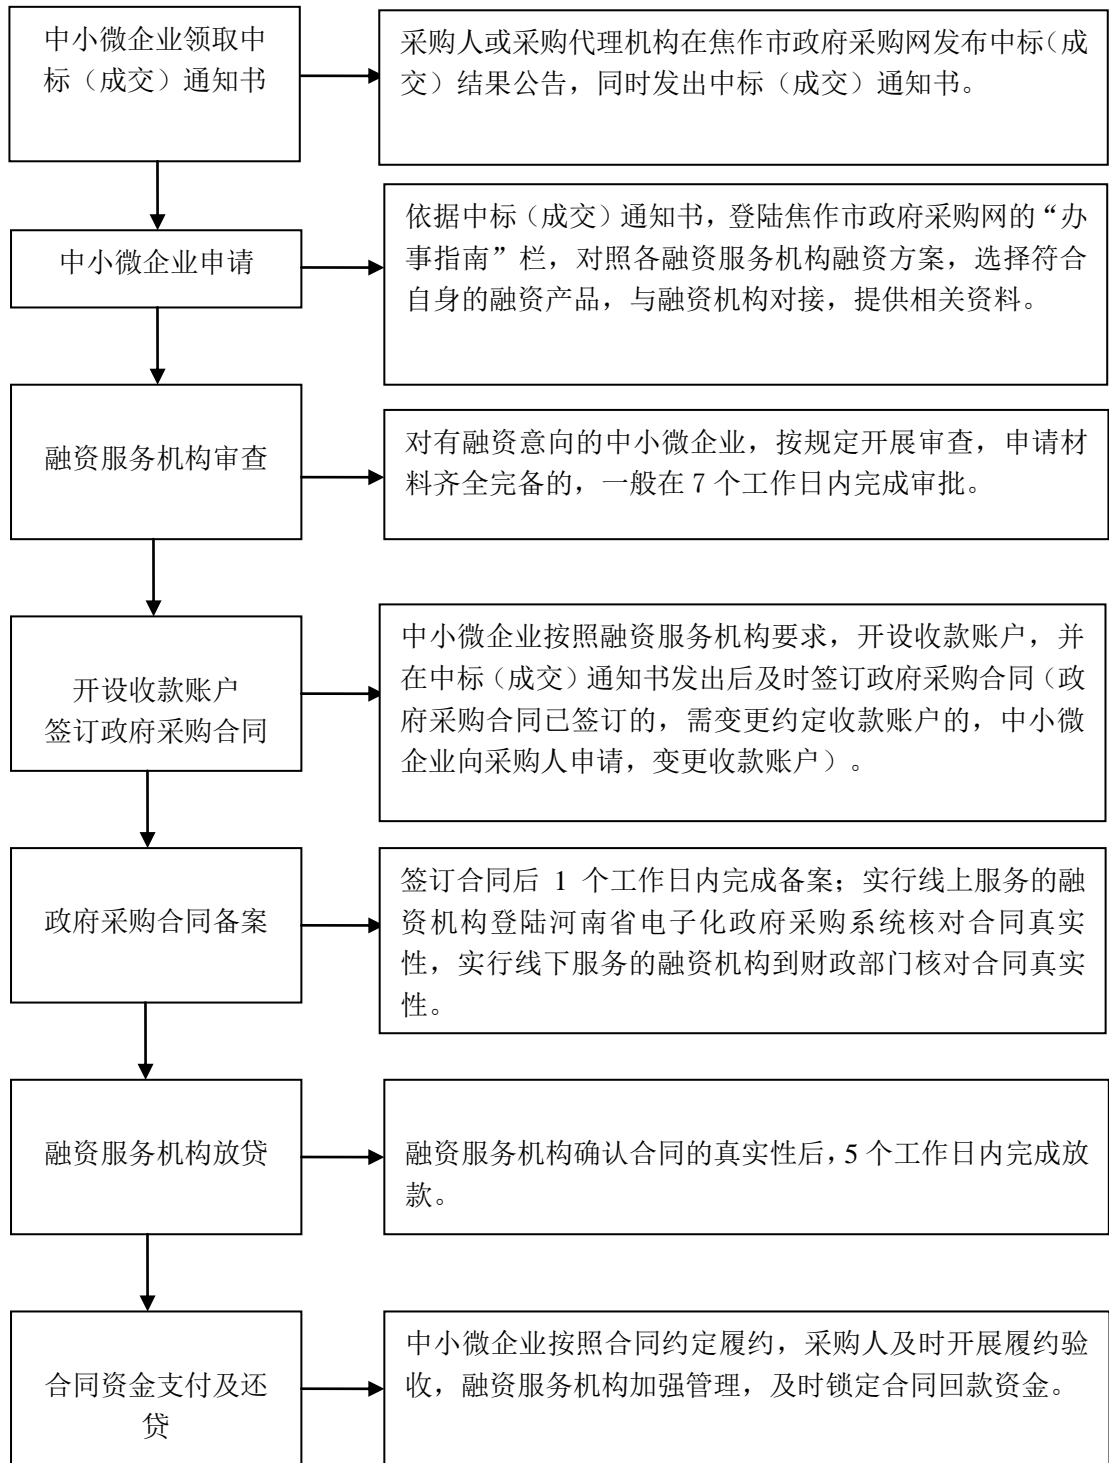 中小微企业领取中
标（成交）通知书
采购人或采购代理机构在焦作市政府采购网发布中标（成
交）结果公告，同时发出中标（成交）通知书。
中小微企业申请
依据中标（成交）通知书，登陆焦作市政府采购网的“办
事指南”栏，对照各融资服务机构融资方案，选择符合
自身的融资产品，与融资机构对接，提供相关资料。
融资服务机构审查
对有融资意向的中小微企业，按规定开展审查，申请材
料齐全完备的，一般在 7 个工作日内完成审批。
开设收款账户
签订政府采购合同
中小微企业按照融资服务机构要求，开设收款账户，并
在中标（成交）通知书发出后及时签订政府采购合同（政
府采购合同已签订的，需变更约定收款账户的，中小微
企业向采购人申请，变更收款账户）。
政府采购合同备案
签订合同后 1 个工作日内完成备案；实行线上服务的融
资机构登陆河南省电子化政府采购系统核对合同真实
性，实行线下服务的融资机构到财政部门核对合同真实
性。
融资服务机构放贷
融资服务机构确认合同的真实性后，5 个工作日内完成放
款。
合同资金支付及还
贷
中小微企业按照合同约定履约，采购人及时开展履约验
收，融资服务机构加强管理，及时锁定合同回款资金。